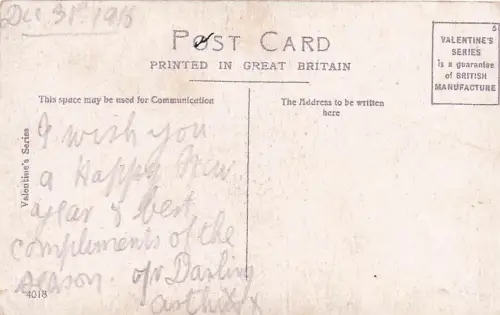 Dec 31st 1915
POST CARD
PRINTED IN GREAT BRITAIN
VALENTINE'S
SERIES
is a guarantee
of BRITISH
MANUFACTURE
This space may be used for Communication
The Address to be written
here
Valentine's Series
I wish you
a Happy New
year & best
compliments of the
season. Darling
Arthur x x
4018